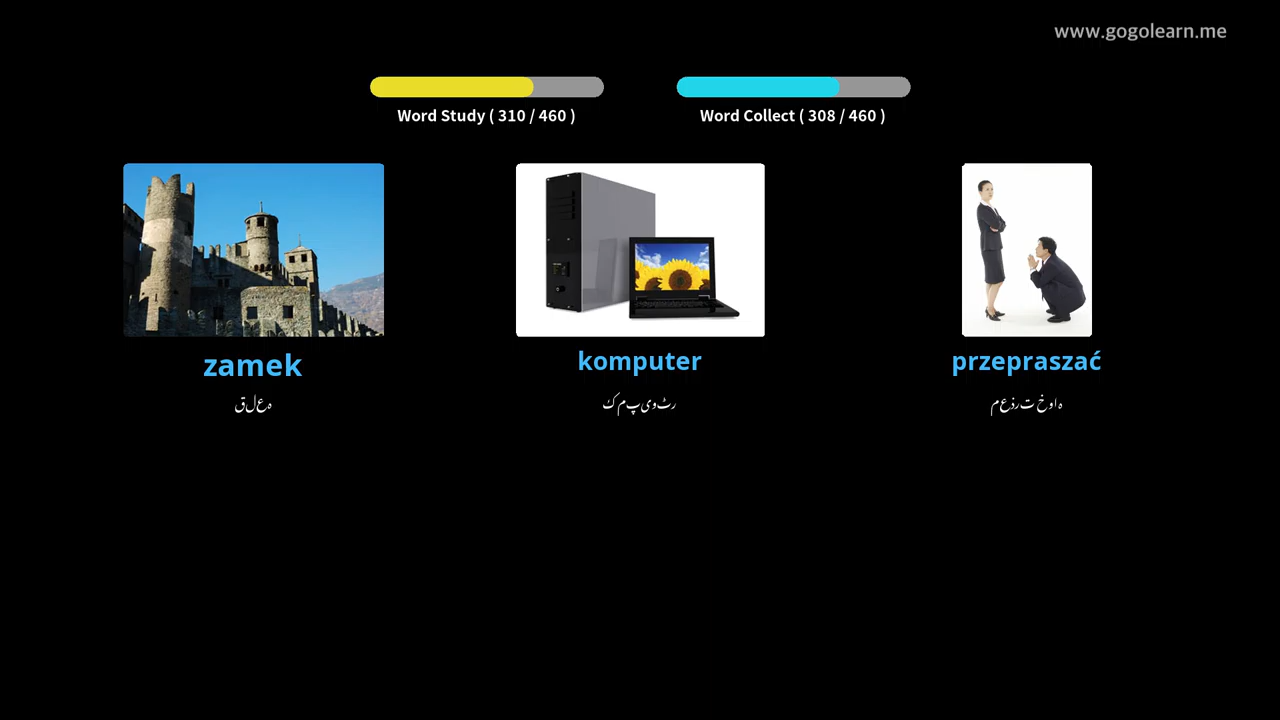 www.gogolearn.me
Word Study ( 310 / 460 )
Word Collect ( 308 / 460 )
zamek
komputer
przepraszać
قلعہ
کمپیوٹر
معذرت خواہ